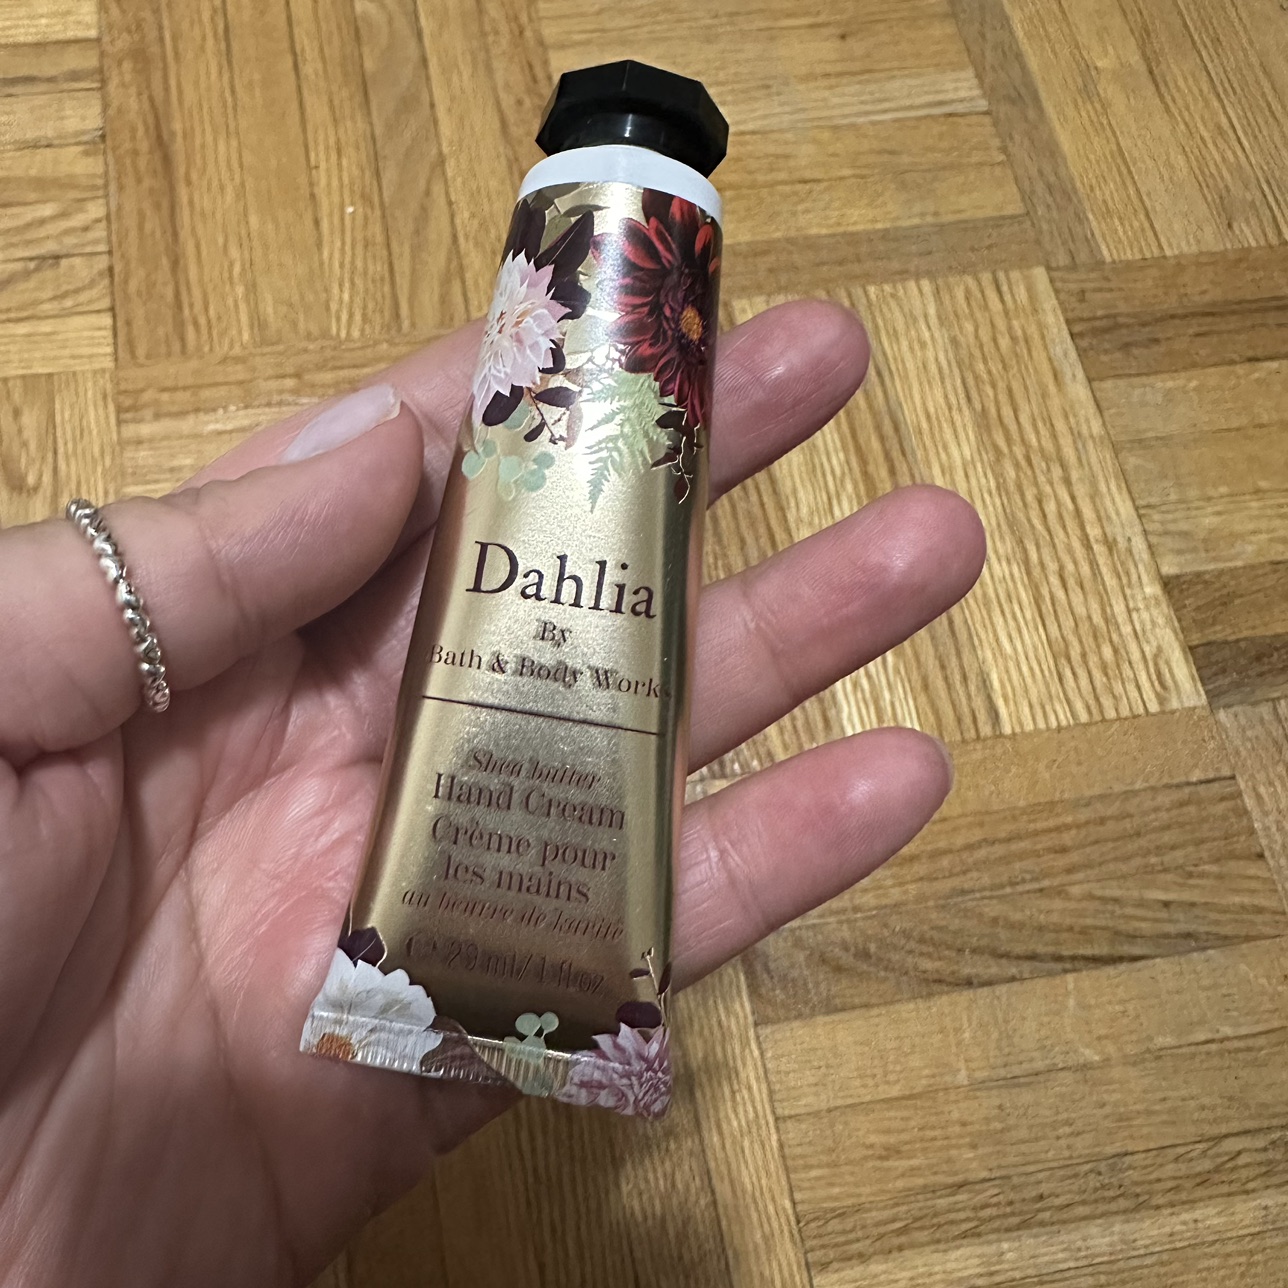 Dahlia
By
Bath & Body Works
Shea butter
Hand Cream
Crème pour
les mains
au beurre de karité
29 ml/ 1 fl oz